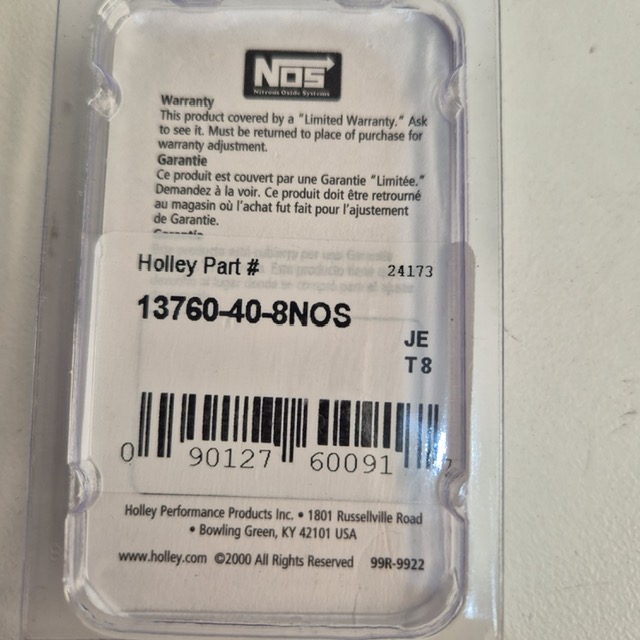 NOS
Nitrous Oxide Systems
Warranty
This product covered by a "Limited Warranty." Ask
to see it. Must be returned to place of purchase for
warranty adjustment.
Garantie
Ce produit est couvert par une Garantie "Limitée."
Demandez à la voir. Ce produit doit être retourné
au magasin où l'achat fut fait pour l'ajustement
de Garantie.
Holley Part # 24173
13760-40-8NOS
JE
T8
0 90127 60091
Holley Performance Products Inc. • 1801 Russellville Road
• Bowling Green, KY 42101 USA
www.holley.com ©2000 All Rights Reserved 99R-9922